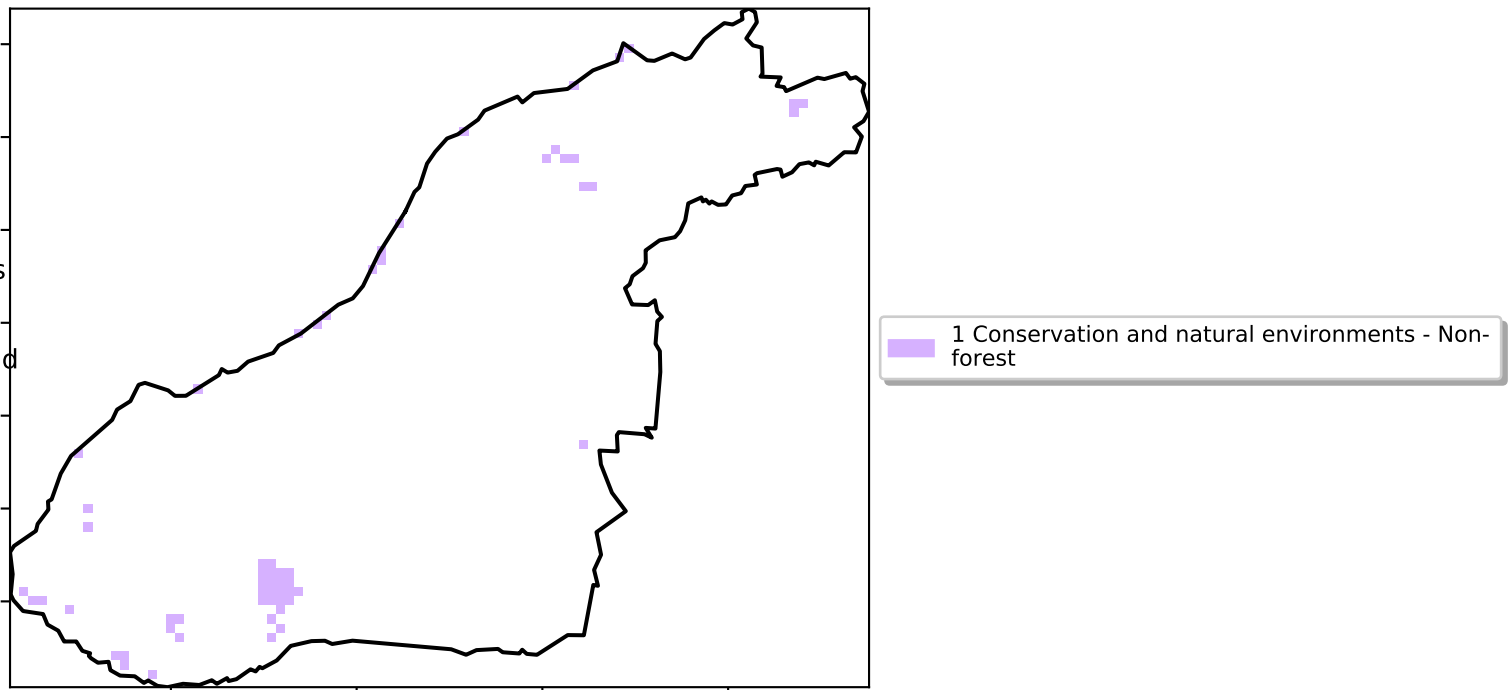 s
d
1 Conservation and natural environments - Non-
forest